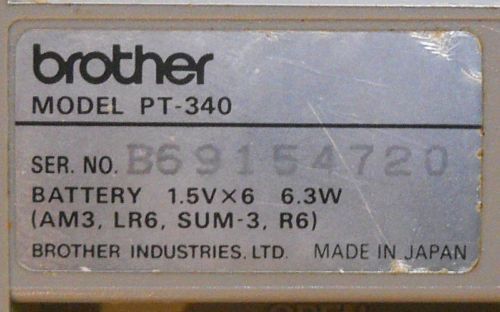 brother
MODEL PT-340
SER. NO. B69154720
BATTERY 1.5V×6 6.3W
(AM3, LR6, SUM-3, R6)
BROTHER INDUSTRIES. LTD. MADE IN JAPAN